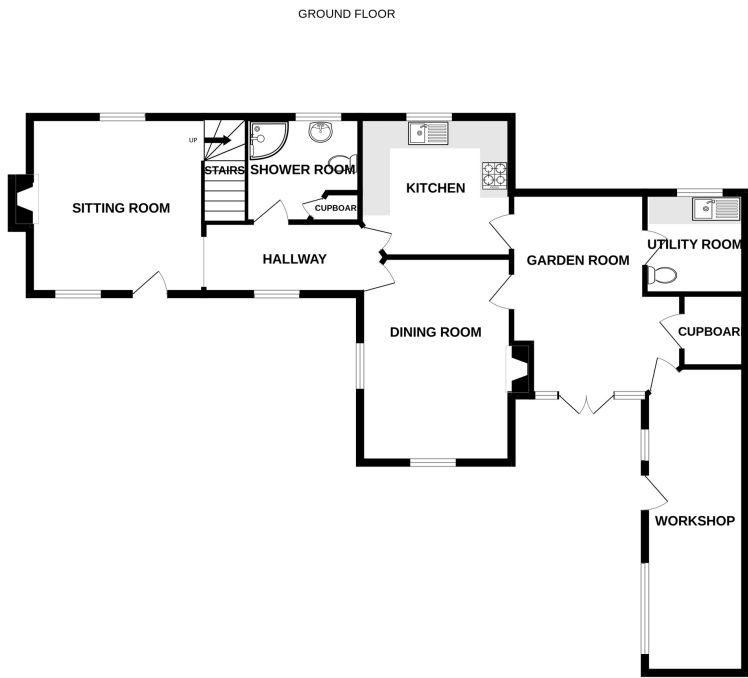 GROUND FLOOR
UP
STAIRS
SHOWER ROOM
KITCHEN
SITTING ROOM
CUPBOAR
UTILITY ROOM
HALLWAY
GARDEN ROOM
DINING ROOM
CUPBOAR
WORKSHOP